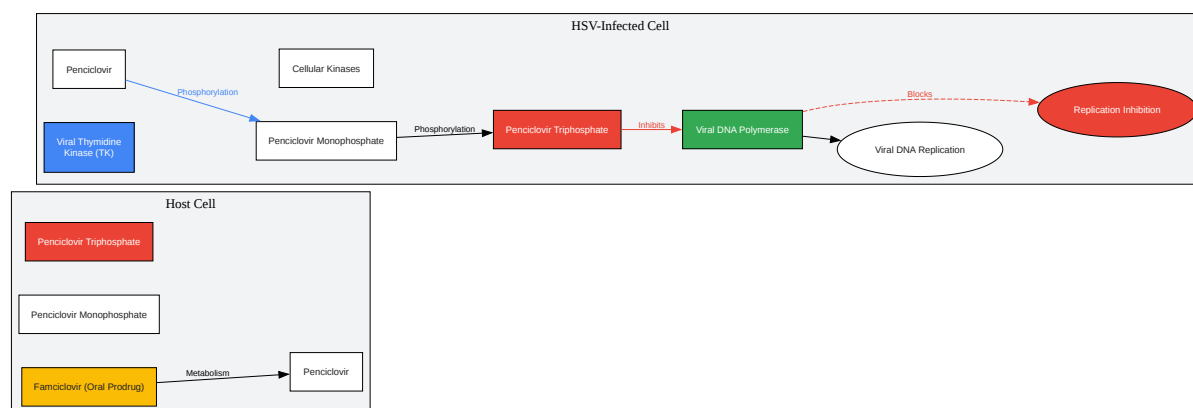 HSV-Infected Cell
Penciclovir
Cellular Kinases
Phosphorylation
Viral Thymidine
Kinase (TK)
Penciclovir Monophosphate
Phosphorylation
Penciclovir Triphosphate
Inhibits
Viral DNA Polymerase
Blocks
Replication Inhibition
Viral DNA Replication
Host Cell
Penciclovir Triphosphate
Penciclovir Monophosphate
Famciclovir (Oral Prodrug)
Metabolism
Penciclovir